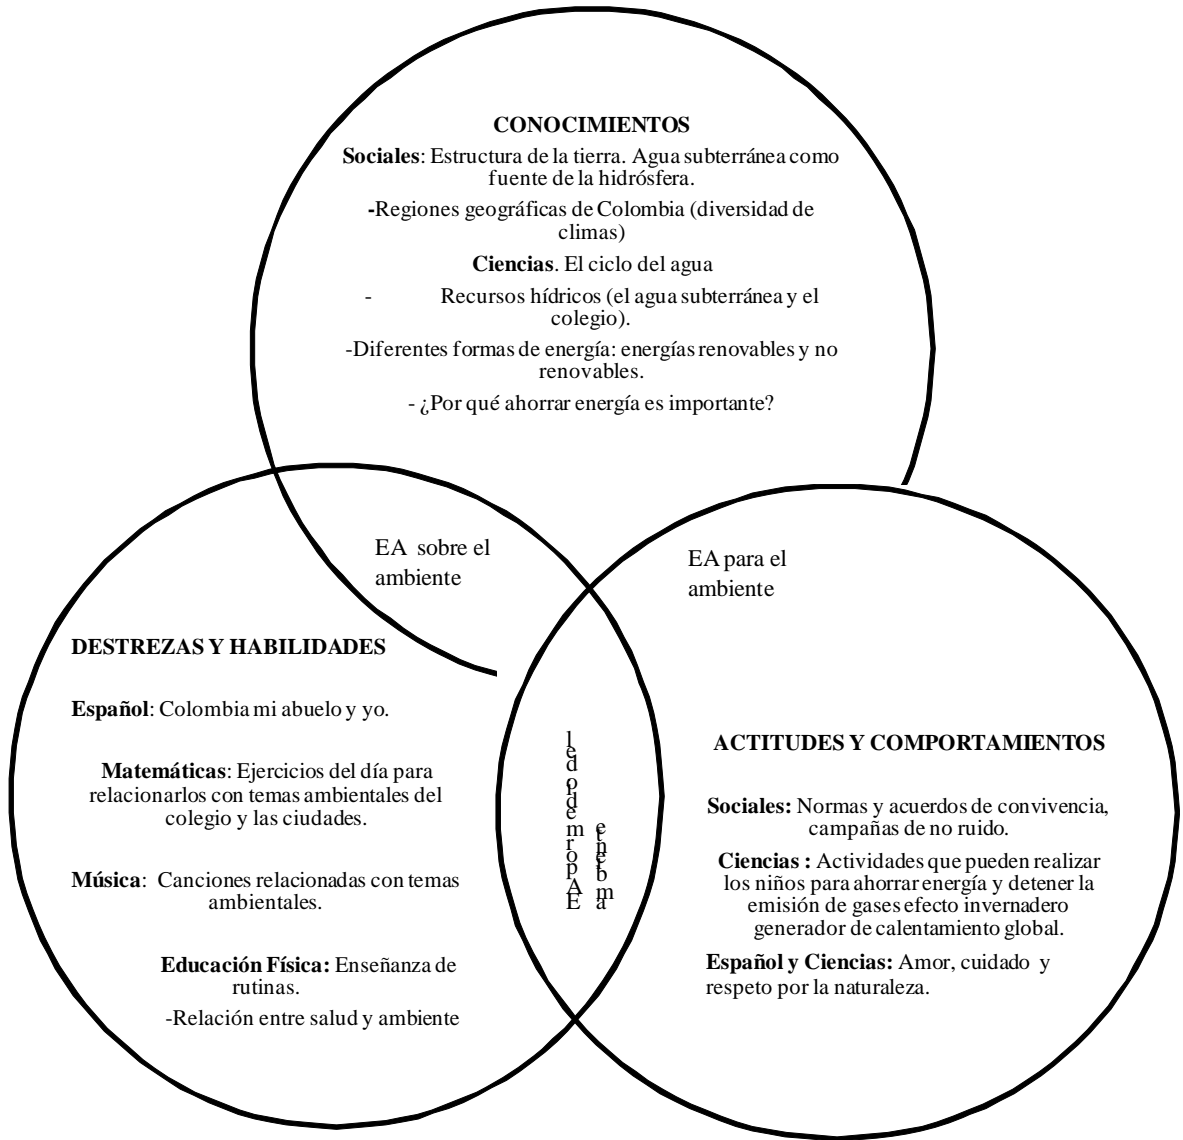 CONOCIMIENTOS
Sociales: Estructura de la tierra. Agua subterránea como
fuente de la hidrósfera.
-Regiones geográficas de Colombia (diversidad de
climas)
Ciencias. El ciclo del agua
- Recursos hídricos (el agua subterránea y el
colegio).
-Diferentes formas de energía: energías renovables y no
renovables.
- ¿Por qué ahorrar energía es importante?
EA sobre el
ambiente
EA para el
ambiente
DESTREZAS Y HABILIDADES
Español: Colombia mi abuelo y yo.
Matemáticas: Ejercicios del día para
relacionarlos con temas ambientales del
colegio y las ciudades.
Música: Canciones relacionadas con temas
ambientales.
Educación Física: Enseñanza de
rutinas.
-Relación entre salud y ambiente
EA por medio del
ambiente
ACTITUDES Y COMPORTAMIENTOS
Sociales: Normas y acuerdos de convivencia,
campañas de no ruido.
Ciencias : Actividades que pueden realizar
los niños para ahorrar energía y detener la
emisión de gases efecto invernadero
generador de calentamiento global.
Español y Ciencias: Amor, cuidado y
respeto por la naturaleza.